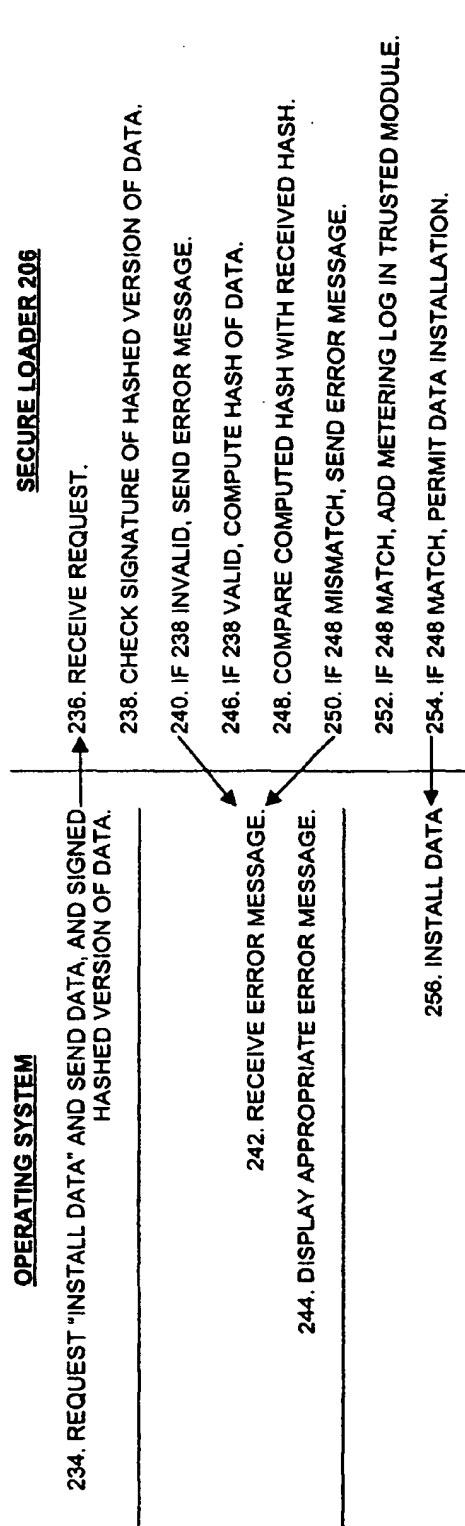 OPERATING SYSTEM
234. REQUEST "INSTALL DATA" AND SEND DATA, AND SIGNED
HASHED VERSION OF DATA.
242. RECEIVE ERROR MESSAGE.
244. DISPLAY APPROPRIATE ERROR MESSAGE.
256. INSTALL DATA
SECURE LOADER 206
236. RECEIVE REQUEST.
238. CHECK SIGNATURE OF HASHED VERSION OF DATA.
240. IF 238 INVALID, SEND ERROR MESSAGE.
246. IF 238 VALID, COMPUTE HASH OF DATA.
248. COMPARE COMPUTED HASH WITH RECEIVED HASH.
250. IF 248 MISMATCH, SEND ERROR MESSAGE.
252. IF 248 MATCH, ADD METERING LOG IN TRUSTED MODULE.
254. IF 248 MATCH, PERMIT DATA INSTALLATION.